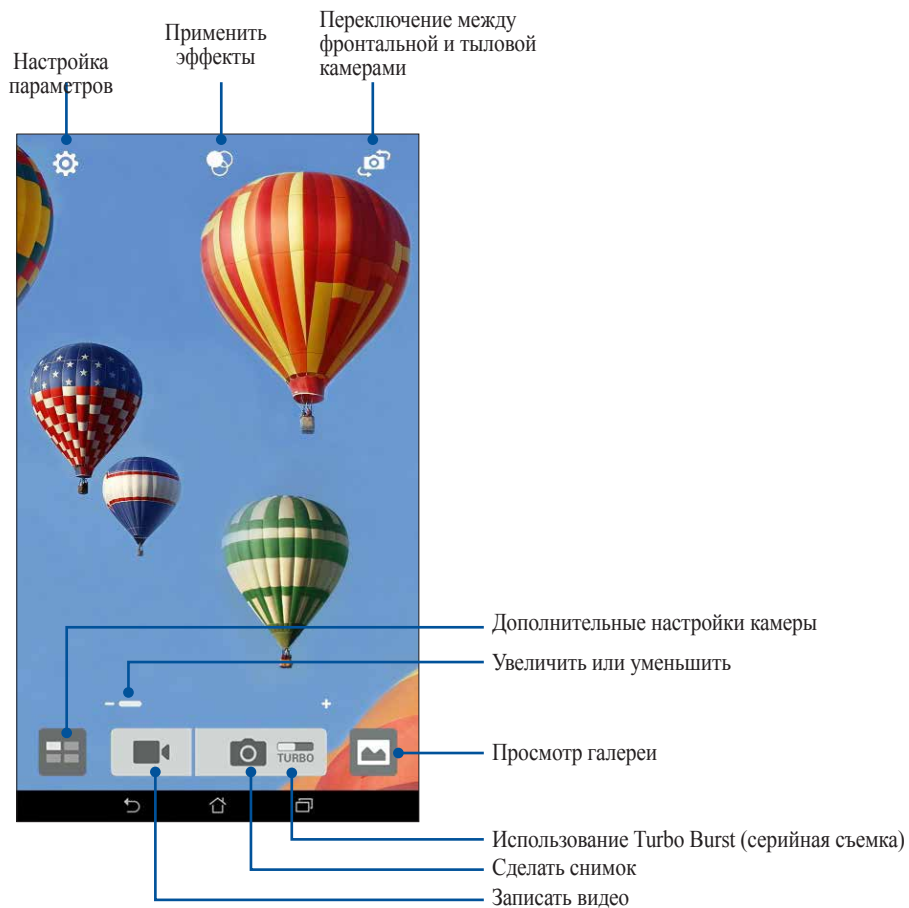 Настройка
параметров
Применить
эффекты
Переключение между
фронтальной и тыловой
камерами
Дополнительные настройки камеры
Увеличить или уменьшить
TURBO
Просмотр галереи
Использование Turbo Burst (серийная съемка)
Сделать снимок
Записать видео